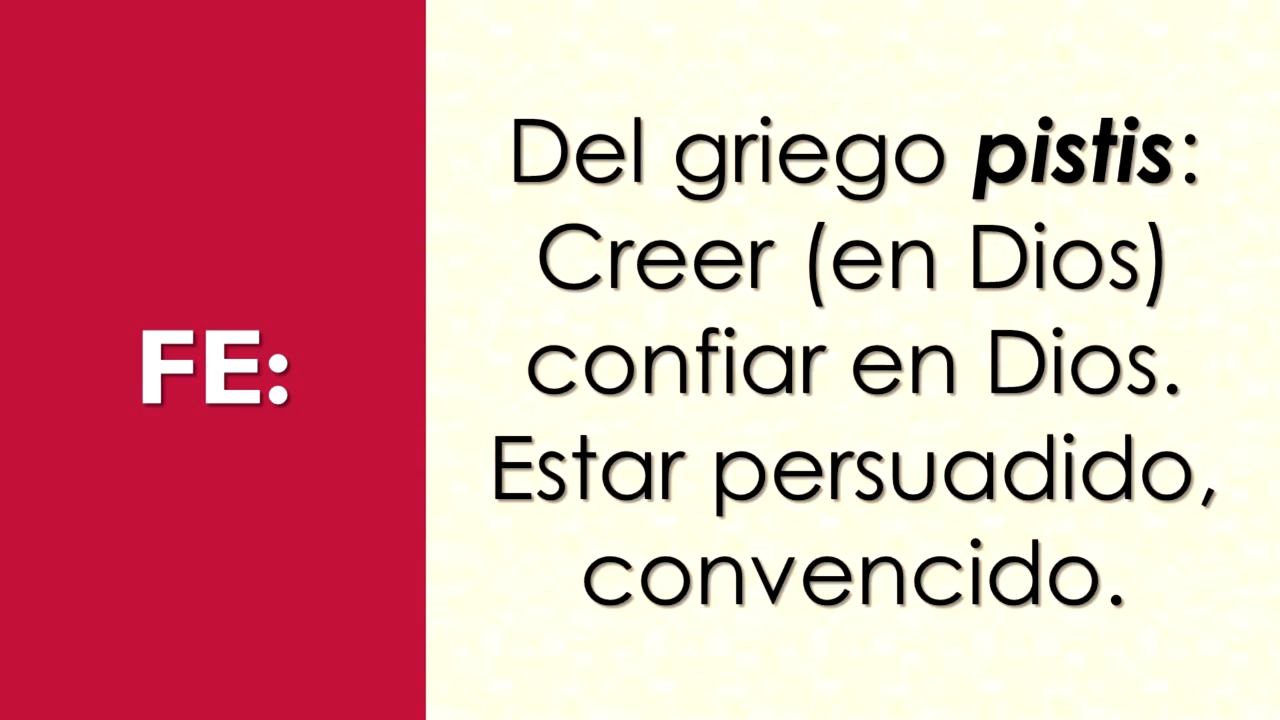 FE:
Del griego pistis:
Creer (en Dios)
confiar en Dios.
Estar persuadido,
convencido.